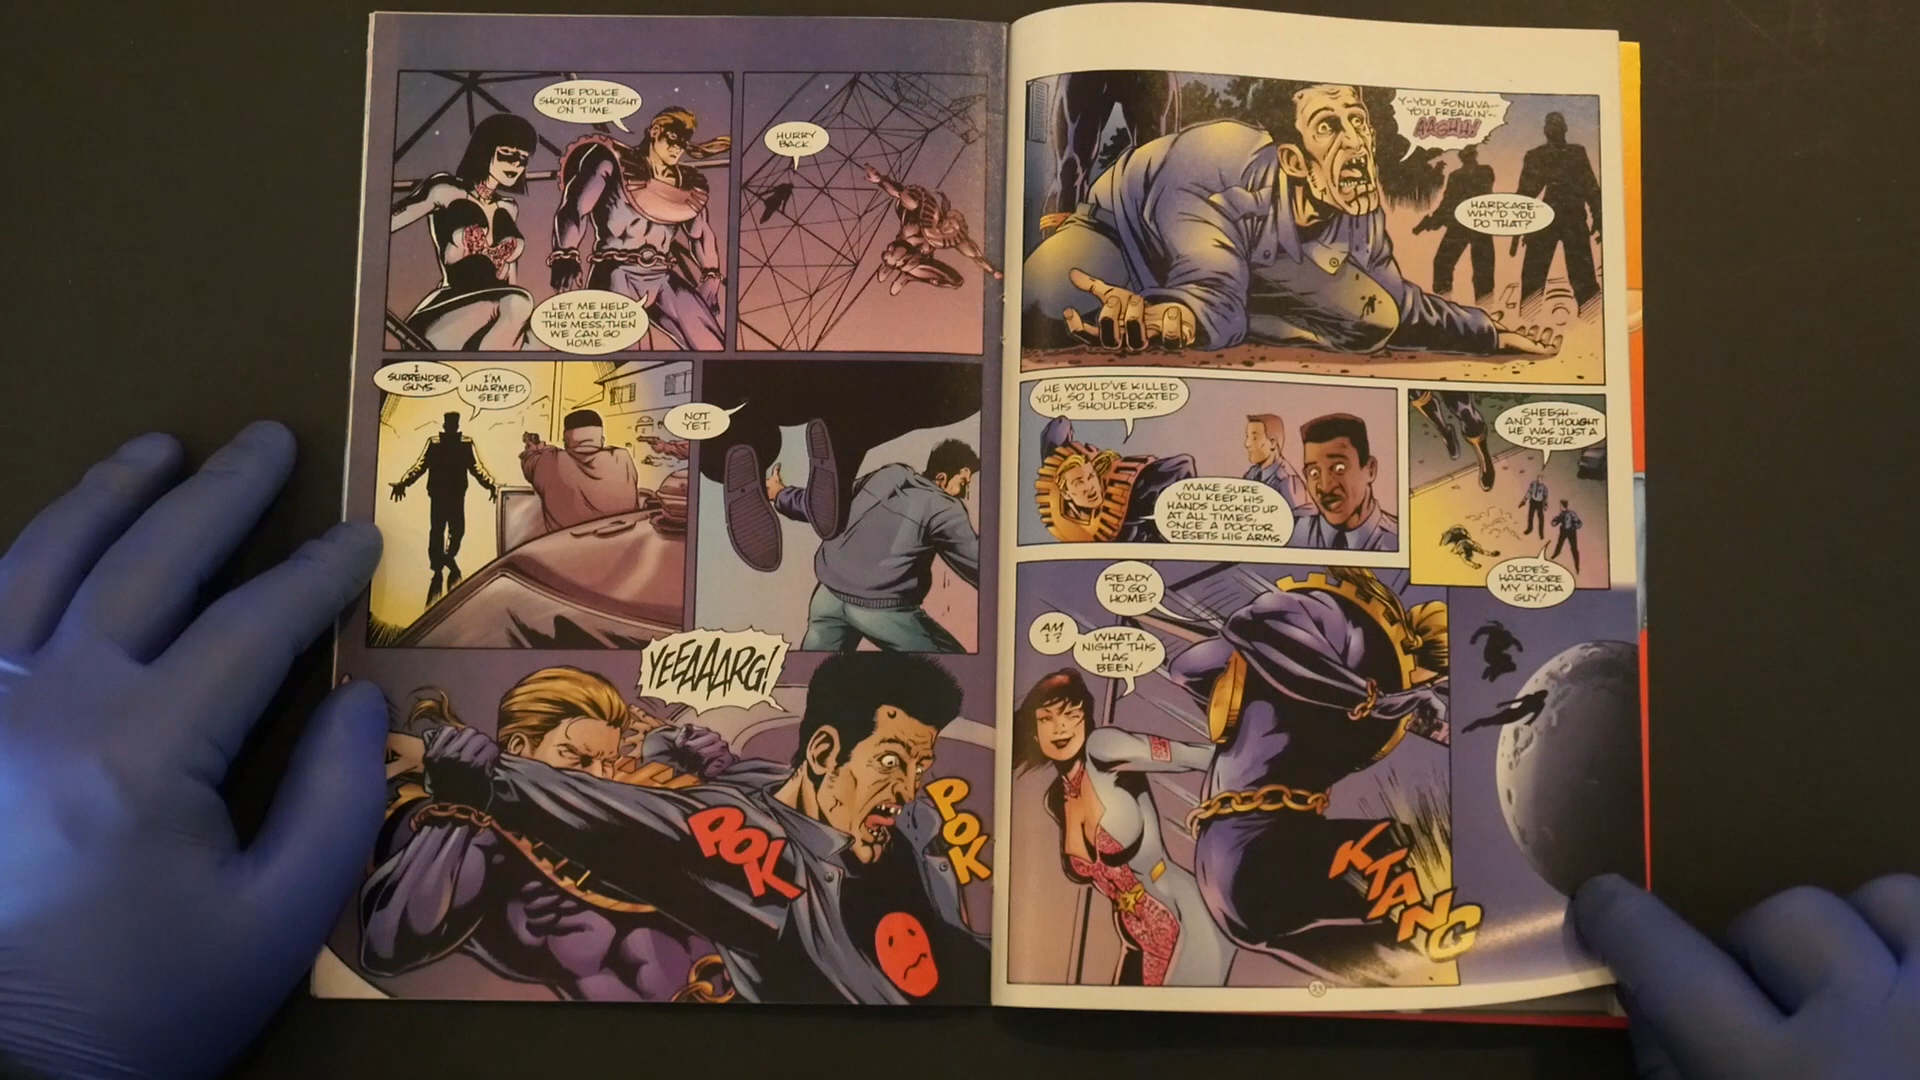 THE POLICE
SHOWED UP RIGHT
ON TIME.
LET ME HELP
THEM CLEAN UP
THIS MESS, THEN
WE CAN GO
HOME.
HURRY
BACK.
I
SURRENDER,
GUYS.
I'M
UNARMED,
SEE?
NOT
YET.
YEEAAARG!
POK
POK
Y-YOU SONUVA--
YOU FREAKIN'--
AAGHH!
HARDCASE--
WHY'D YOU
DO THAT?
HE WOULD'VE KILLED
YOU, SO I DISLOCATED
HIS SHOULDERS.
MAKE SURE
YOU KEEP HIS
HANDS LOCKED UP
AT ALL TIMES,
ONCE A DOCTOR
RESETS HIS ARMS.
SHEESH--
AND I THOUGHT
HE WAS JUST A
POSEUR.
DUDE'S
HARDCORE.
MY KINDA
GUY!
READY
TO GO
HOME?
AM
I?
WHAT A
NIGHT THIS
HAS
BEEN!
KTANG
23